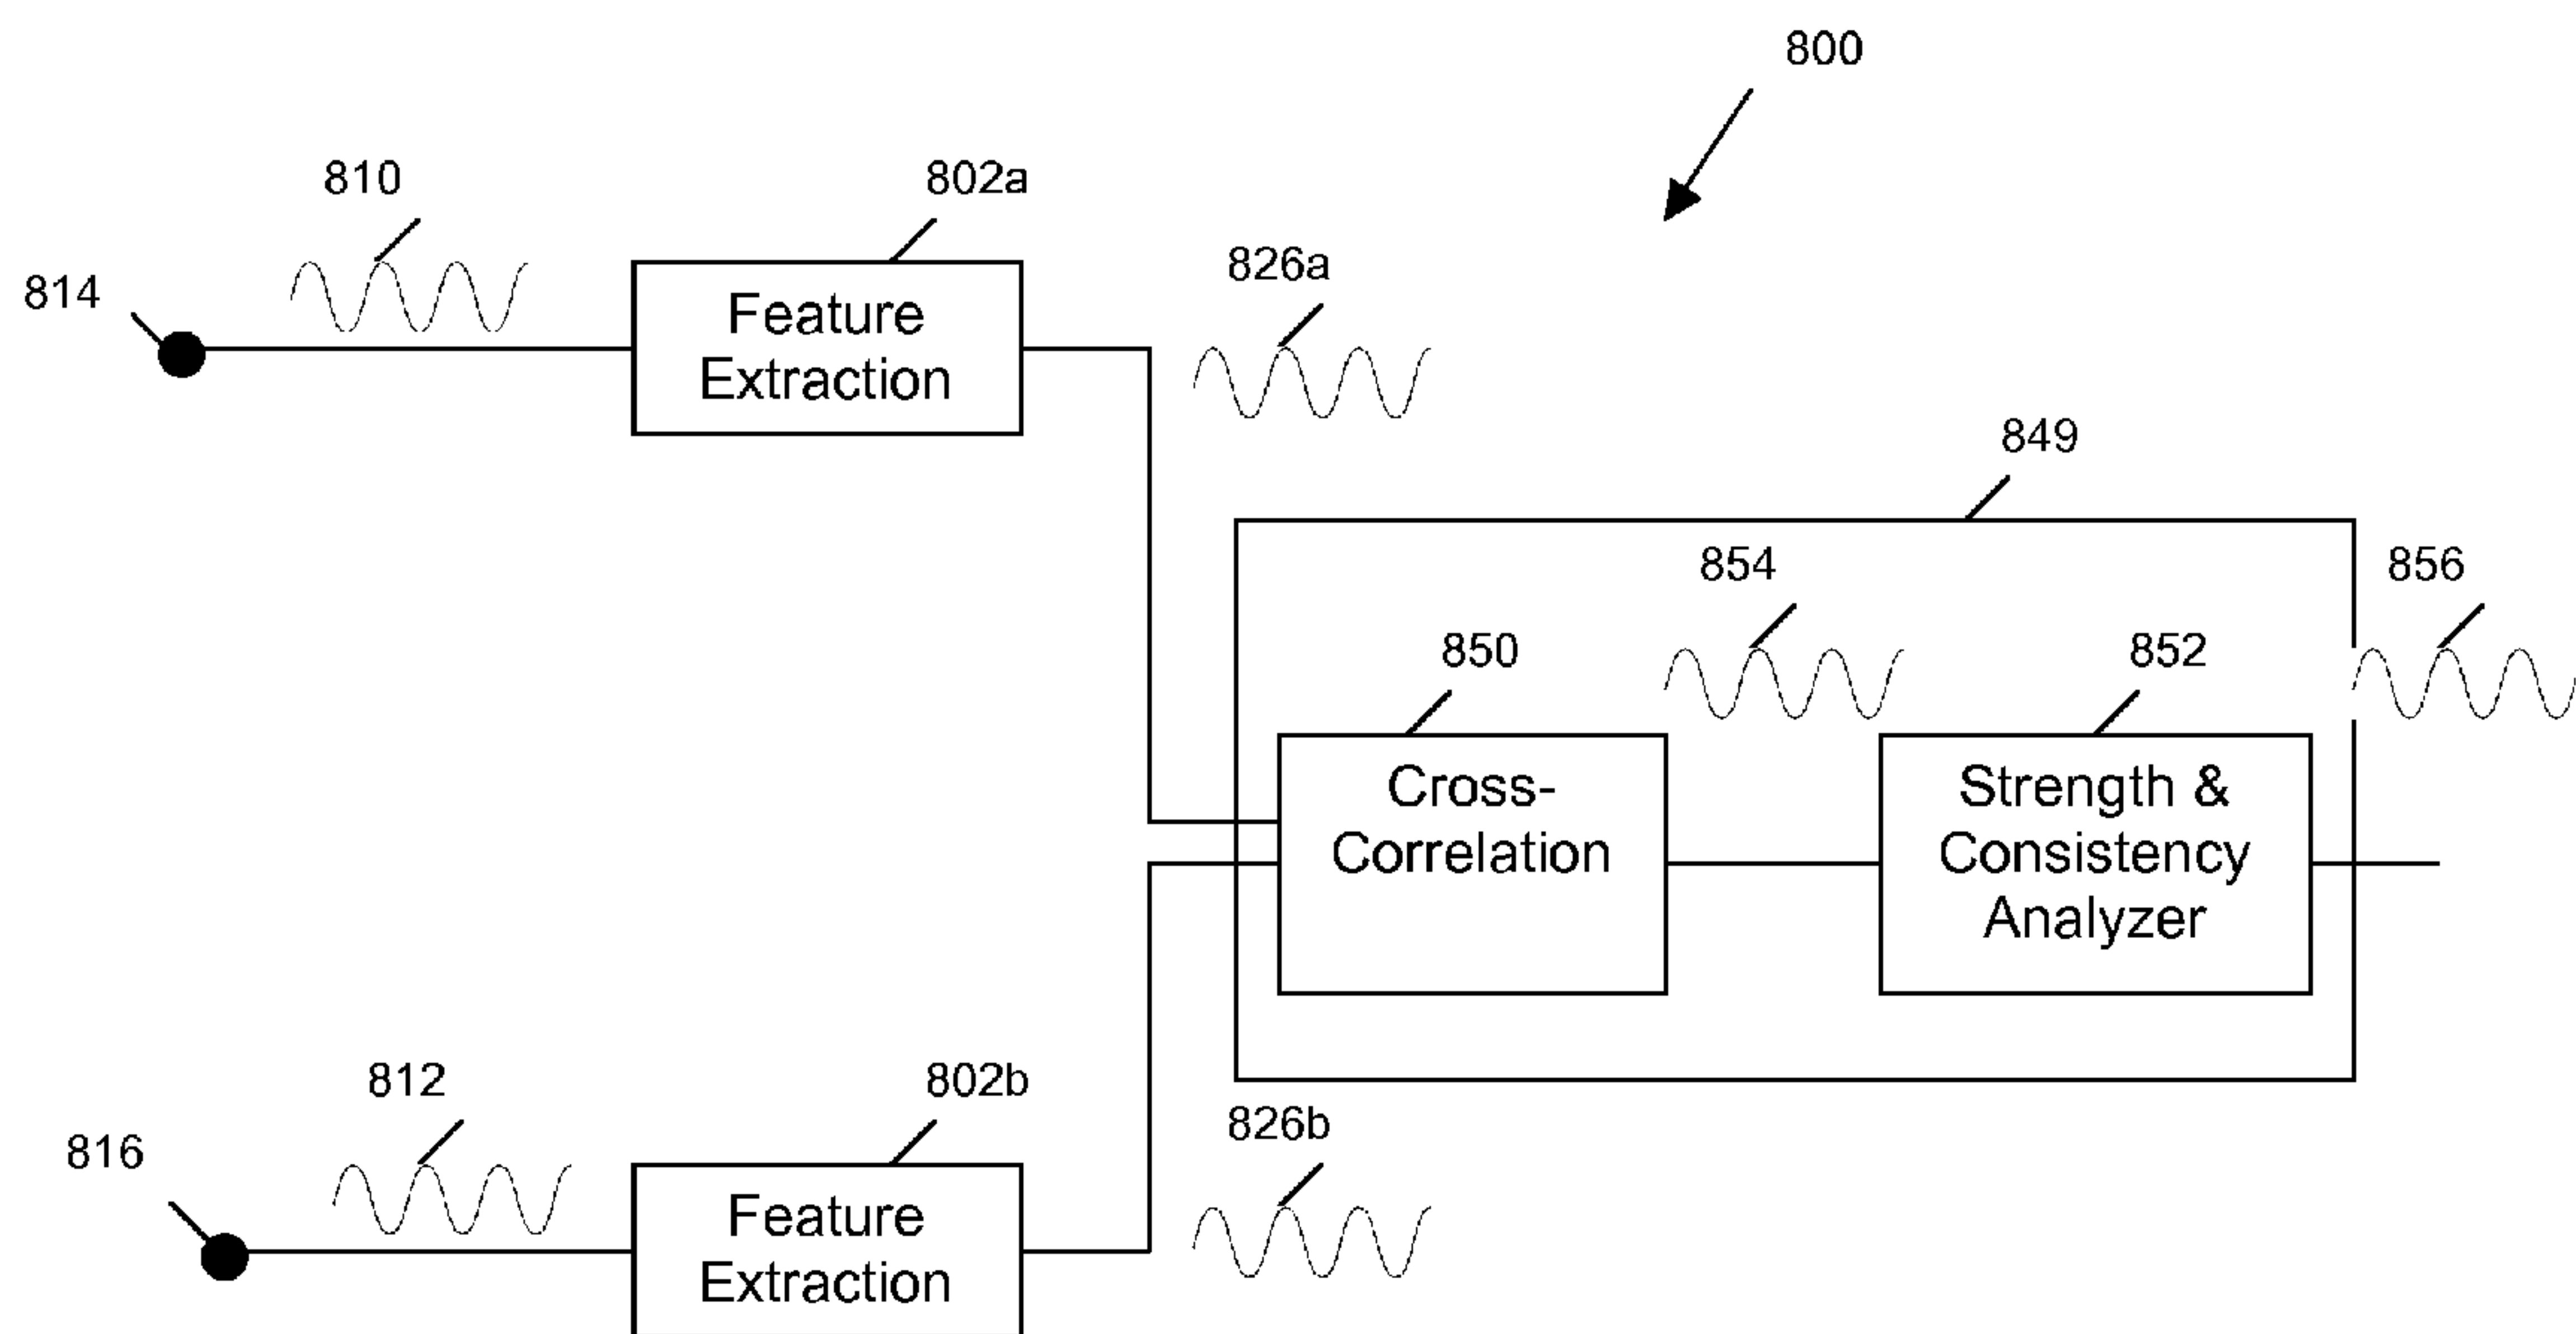 800
810
802a
814
826a
Feature
Extraction
849
854
856
850
852
Cross-
Correlation
Strength &
Consistency
Analyzer
812
802b
816
826b
Feature
Extraction